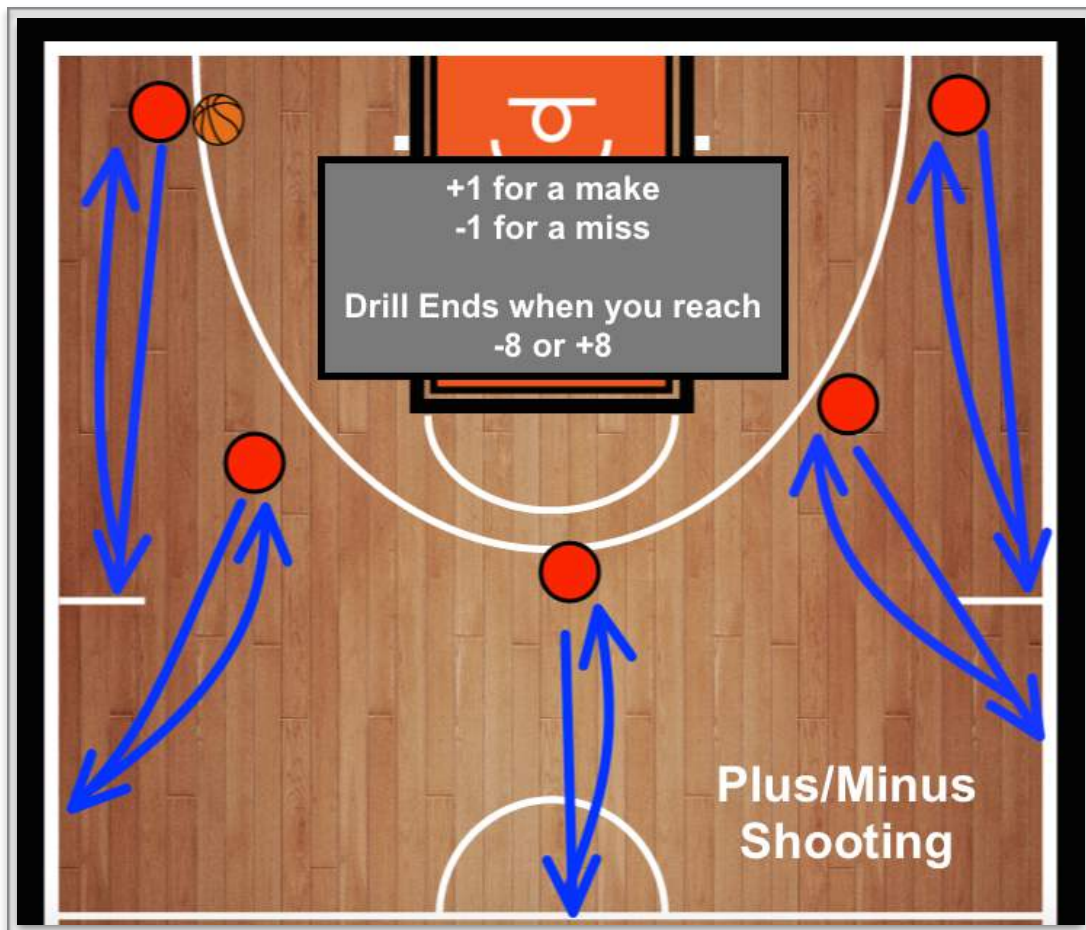 +1 for a make
-1 for a miss
Drill Ends when you reach
-8 or +8
Plus/Minus
Shooting